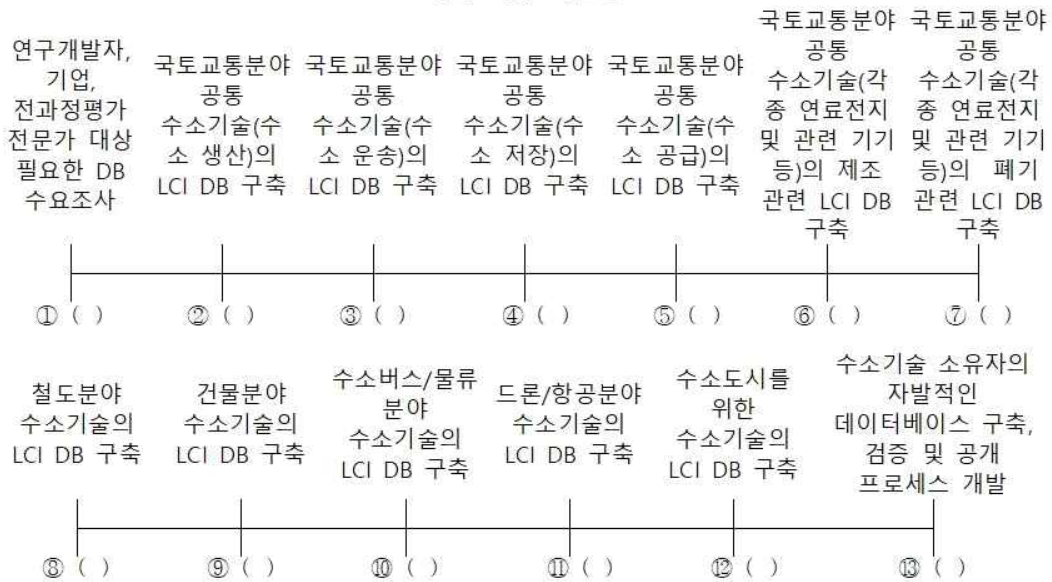 연구개발자,
기업,
전과정평가
전문가 대상
필요한 DB
수요조사
국토교통분야
공통
수소기술(수
소 생산)의
LCI DB 구축
국토교통분야
공통
수소기술(수
소 운송)의
LCI DB 구축
국토교통분야
공통
수소기술(수
소 저장)의
LCI DB 구축
국토교통분야
공통
수소기술(수
소 공급)의
LCI DB 구축
국토교통분야
공통
수소기술(각
종 연료전지
및 관련 기기
등)의 제조
관련 LCI DB
구축
국토교통분야
공통
수소기술(각
종 연료전지
및 관련 기기
등)의 폐기
관련 LCI DB
구축
① ( ) ② ( ) ③ ( ) ④ ( ) ⑤ ( ) ⑥ ( ) ⑦ ( )
철도분야
수소기술의
LCI DB 구축
건물분야
수소기술의
LCI DB 구축
수소버스/물류
분야
수소기술의
LCI DB 구축
드론/항공분야
수소기술의
LCI DB 구축
수소도시를
위한
수소기술의
LCI DB 구축
수소기술 소유자의
자발적인
데이터베이스 구축,
검증 및 공개
프로세스 개발
⑧ ( ) ⑨ ( ) ⑩ ( ) ⑪ ( ) ⑫ ( ) ⑬ ( )